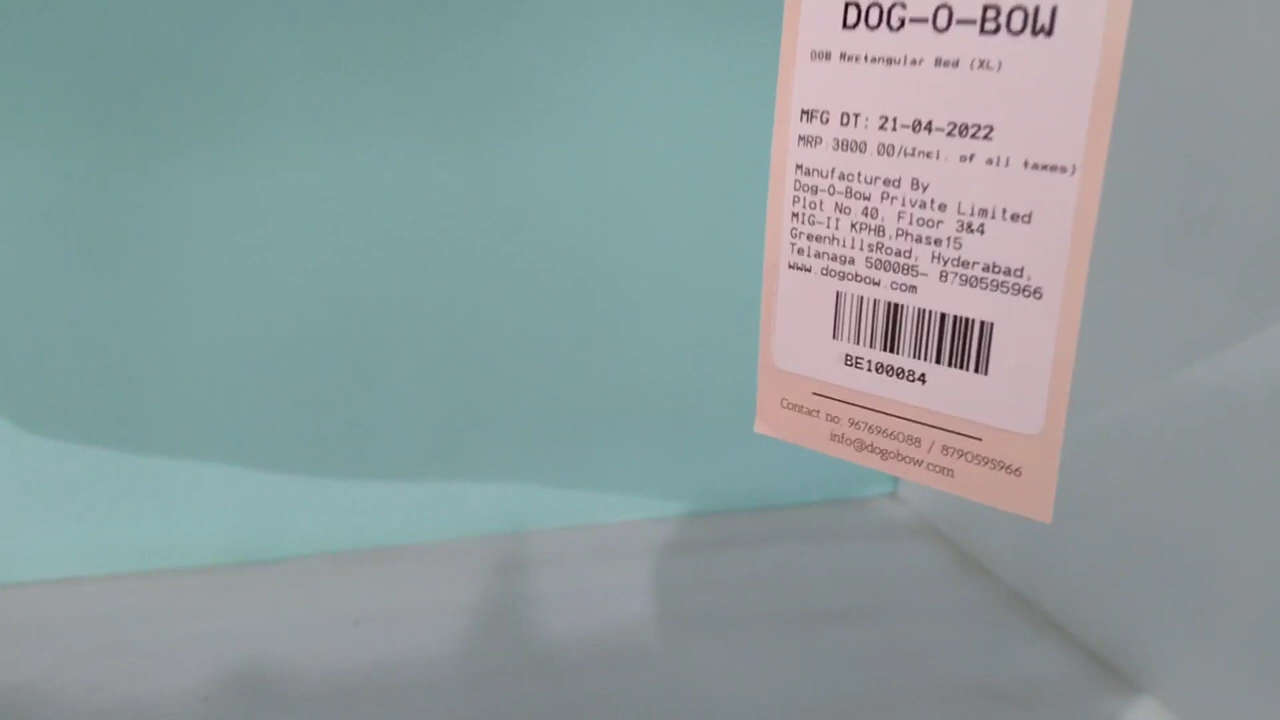 DOG-O-BOW
DOB Rectangular Bed (XL)
MFG DT: 21-04-2022
MRP 3800.00/(Incl. of all taxes)
Manufactured By
Dog-O-Bow Private Limited
Plot No.40, Floor 3&4
MIG-II KPHB,Phase15
GreenhillsRoad, Hyderabad,
Telanaga 500085- 8790595966
www.dogobow.com
BE100084
Contact no: 9676966088 / 8790595966
info@dogobow.com